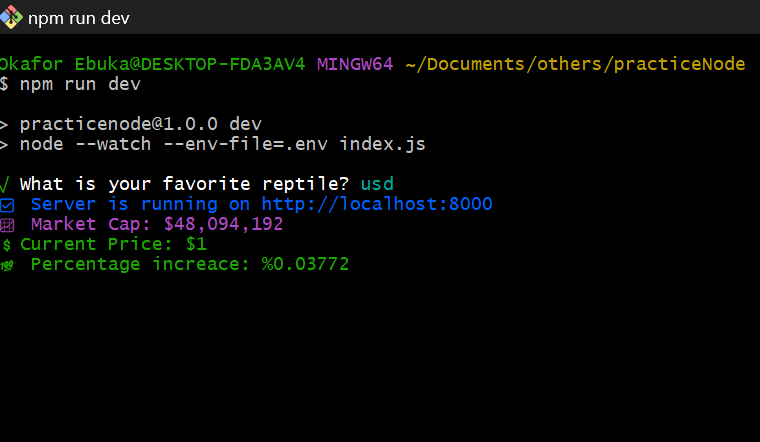 npm run dev
Okafor Ebuka@DESKTOP-FDA3AV4 MINGW64 ~/Documents/others/practiceNode
$ npm run dev
> practicenode@1.0.0 dev
> node --watch --env-file=.env index.js
√ What is your favorite reptile? usd
☑ Server is running on http://localhost:8000
💹 Market Cap: $48,094,192
💲 Current Price: $1
💯 Percentage increace: %0.03772